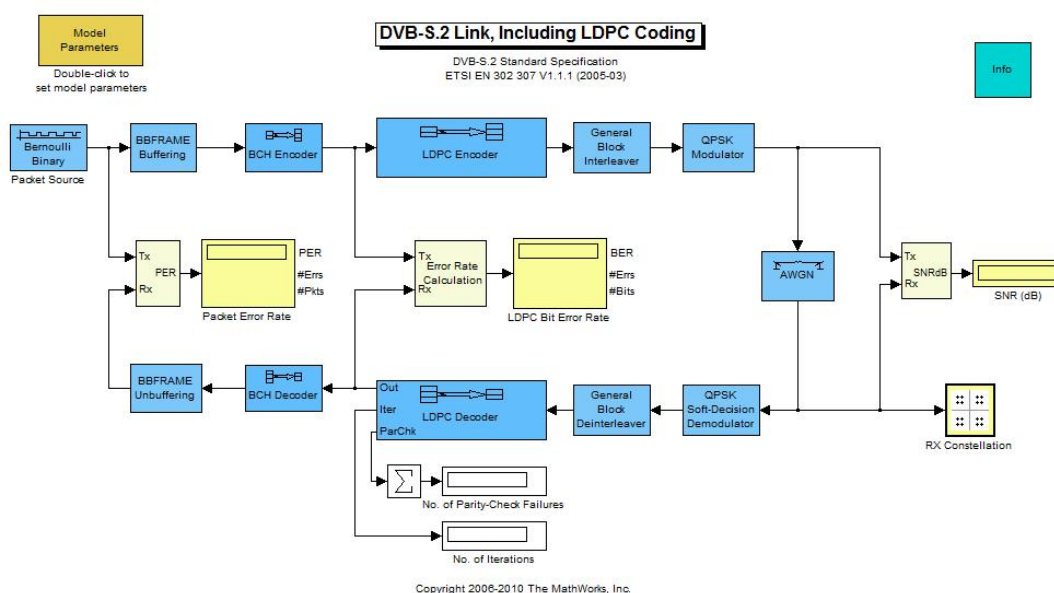 Model
Parameters
Double-click to
set model parameters
DVB-S.2 Link, Including LDPC Coding
DVB-S.2 Standard Specification
ETSI EN 302 307 V1.1.1 (2005-03)
Info
Bernoulli
Binary
Packet Source
BBFRAME
Buffering
BCH Encoder
LDPC Encoder
General
Block
Interleaver
QPSK
Modulator
Tx
PER
Rx
PER
#Errs
#Pkts
Packet Error Rate
Tx
Error Rate
Calculation
Rx
BER
#Errs
#Bits
LDPC Bit Error Rate
AWGN
Tx
SNRdB
Rx
SNR (dB)
BBFRAME
Unbuffering
BCH Decoder
Out
Iter
ParChk
LDPC Decoder
General
Block
Deinterleaver
QPSK
Soft-Decision
Demodulator
RX Constellation
Σ
No. of Parity-Check Failures
No. of Iterations
Copyright 2006-2010 The MathWorks, Inc.